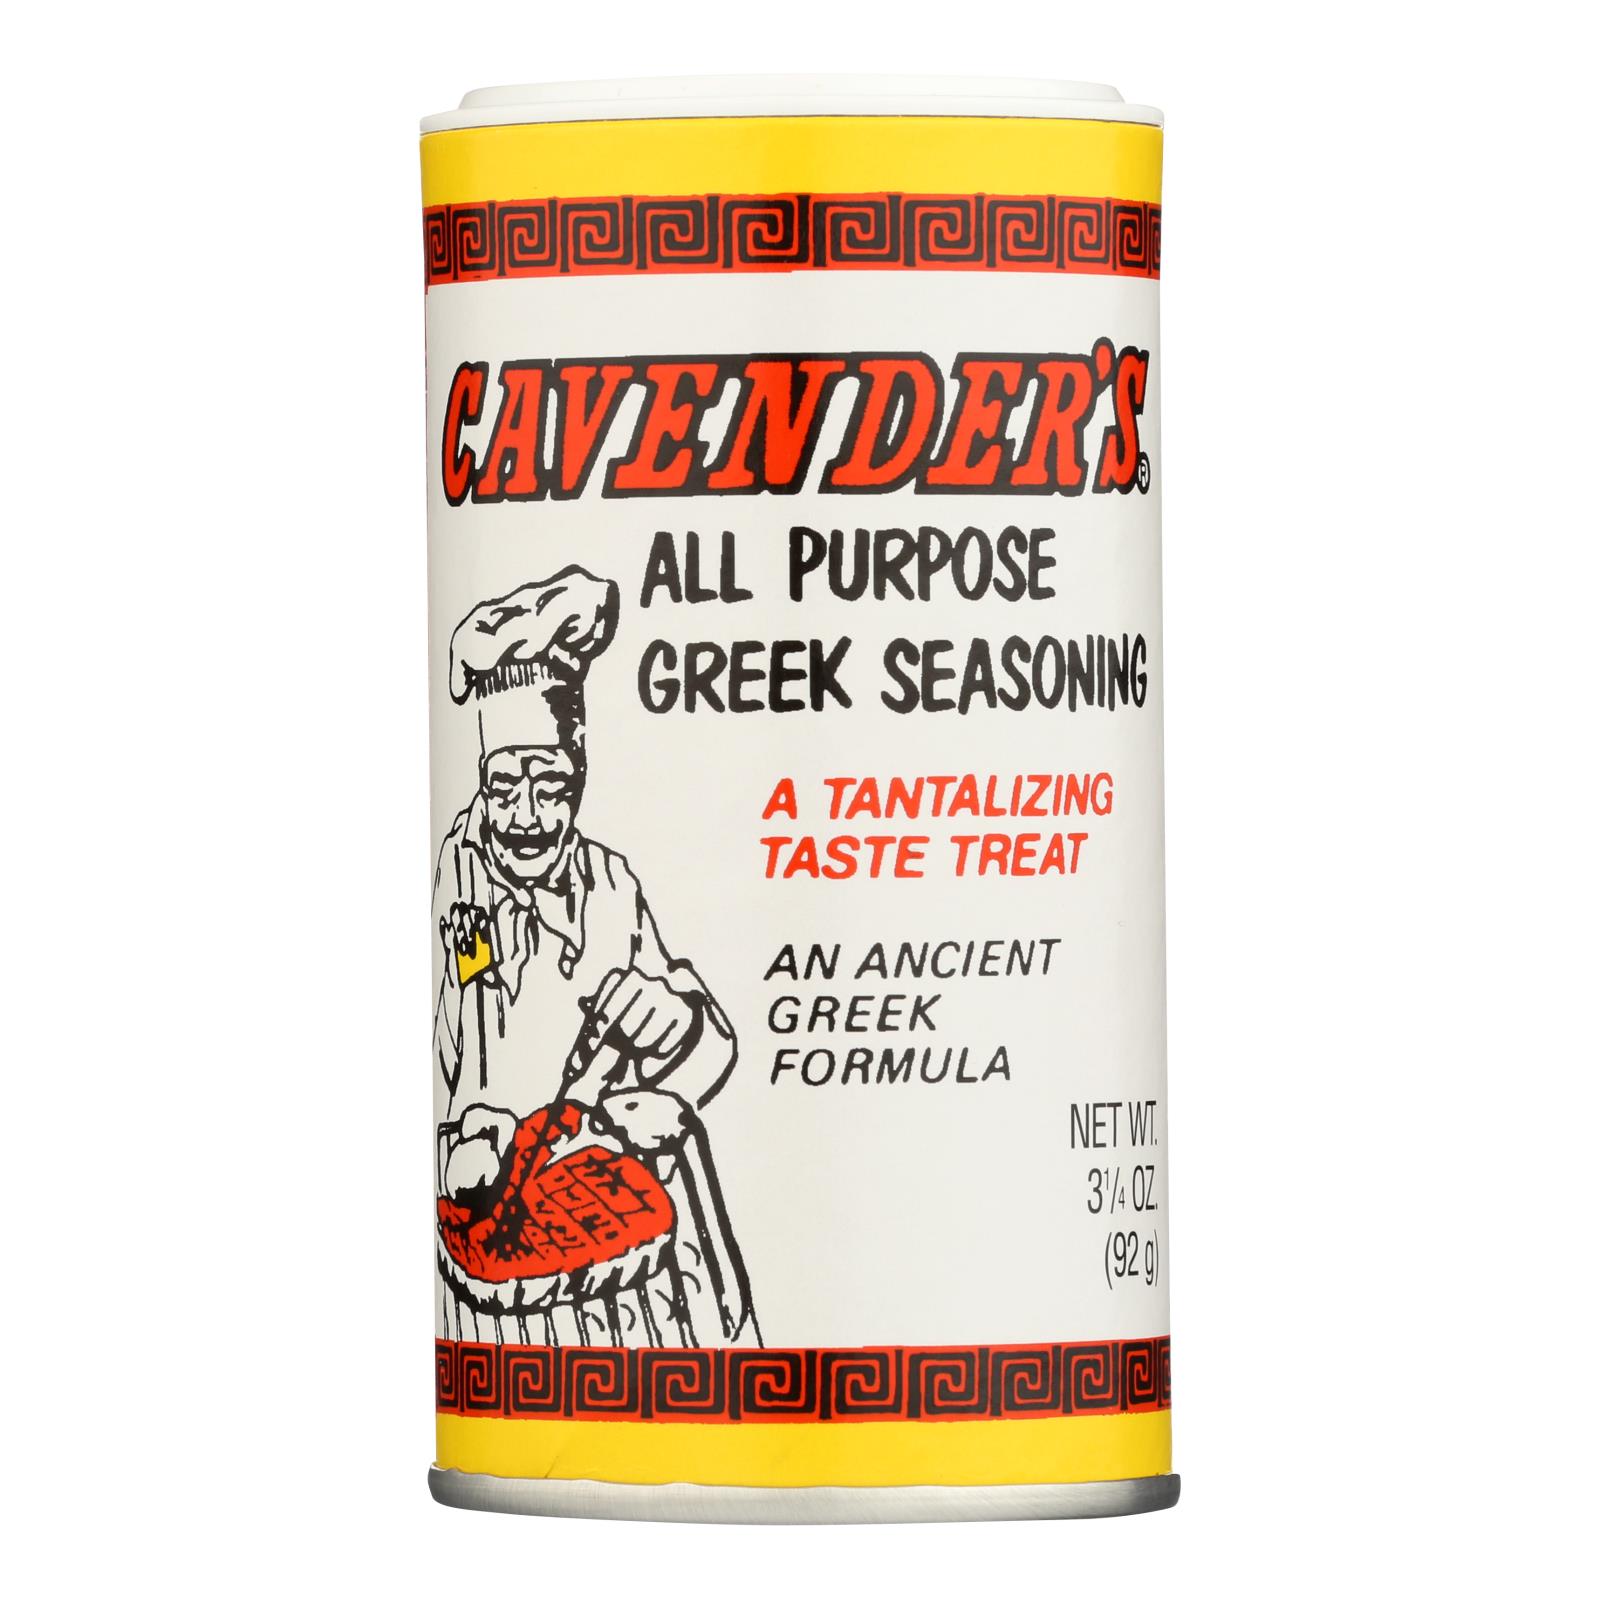 CAVENDER'S®
ALL PURPOSE
GREEK SEASONING
A TANTALIZING
TASTE TREAT
AN ANCIENT
GREEK
FORMULA
NET WT.
3¼ OZ.
(92 g)